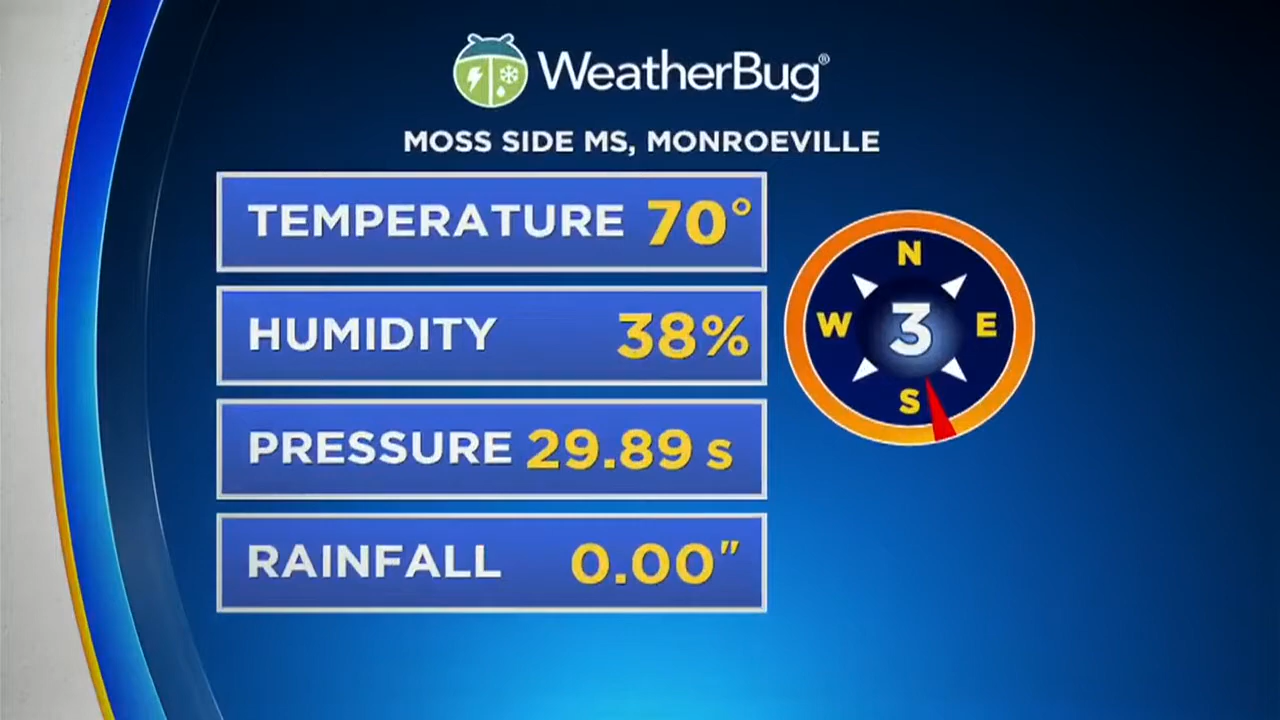 WeatherBug®
MOSS SIDE MS, MONROEVILLE
TEMPERATURE 70°
HUMIDITY 38%
PRESSURE 29.89 s
RAINFALL 0.00"
N
W 3 E
S